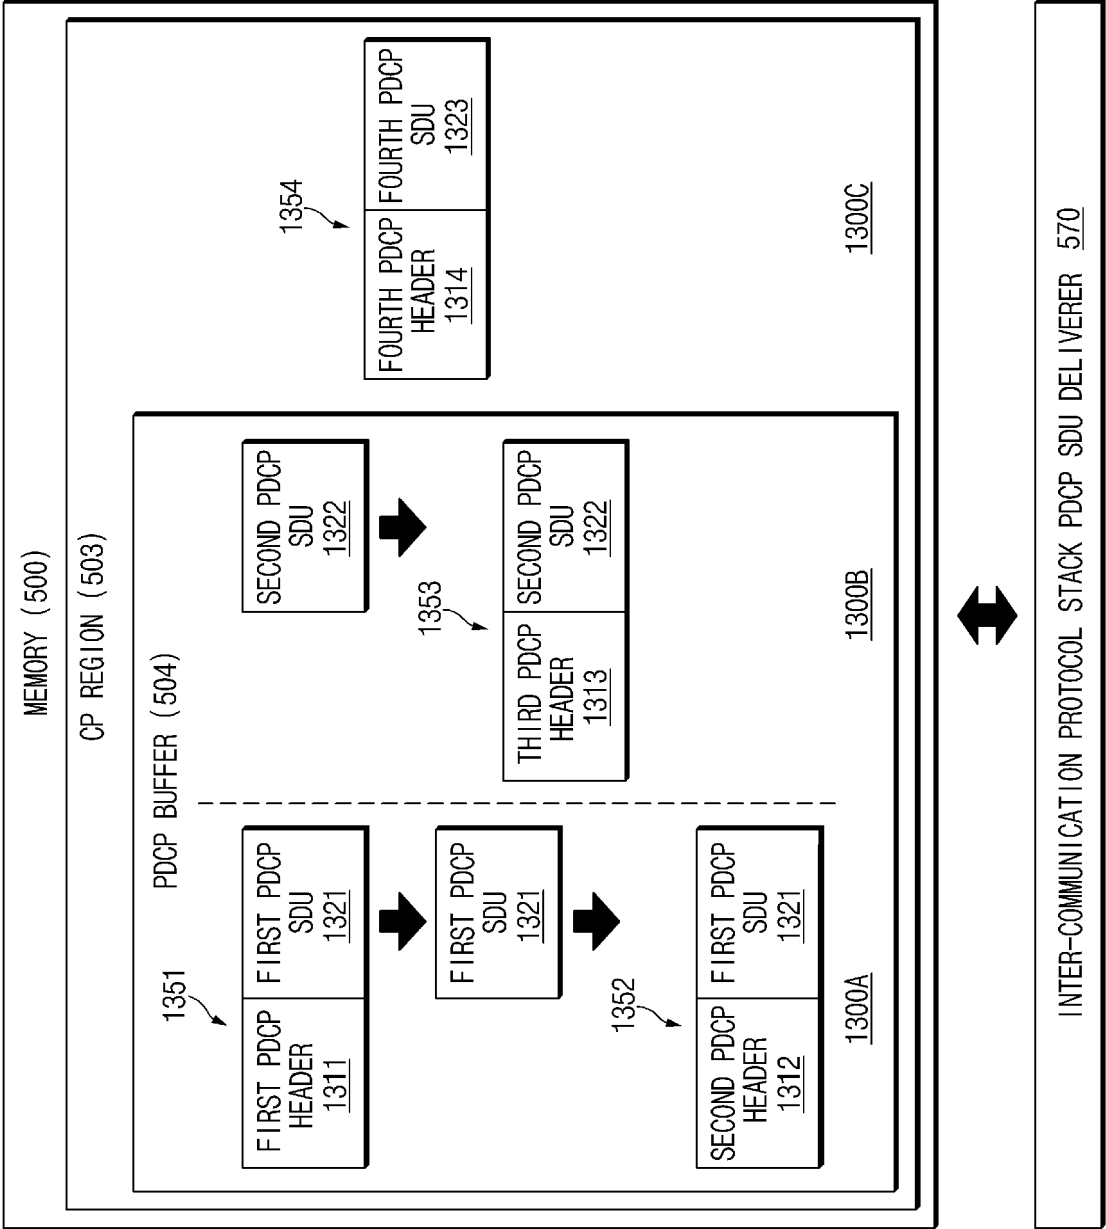 MEMORY (500)
CP REGION (503)
PDCP BUFFER (504)
1351
FIRST PDCP
HEADER
1311
FIRST PDCP
SDU
1321
FIRST PDCP
SDU
1321
1352
SECOND PDCP
HEADER
1312
FIRST PDCP
SDU
1321
1300A
SECOND PDCP
SDU
1322
1353
THIRD PDCP
HEADER
1313
SECOND PDCP
SDU
1322
1300B
1354
FOURTH PDCP
HEADER
1314
FOURTH PDCP
SDU
1323
1300C
INTER-COMMUNICATION PROTOCOL STACK PDCP SDU DELIVERER 570